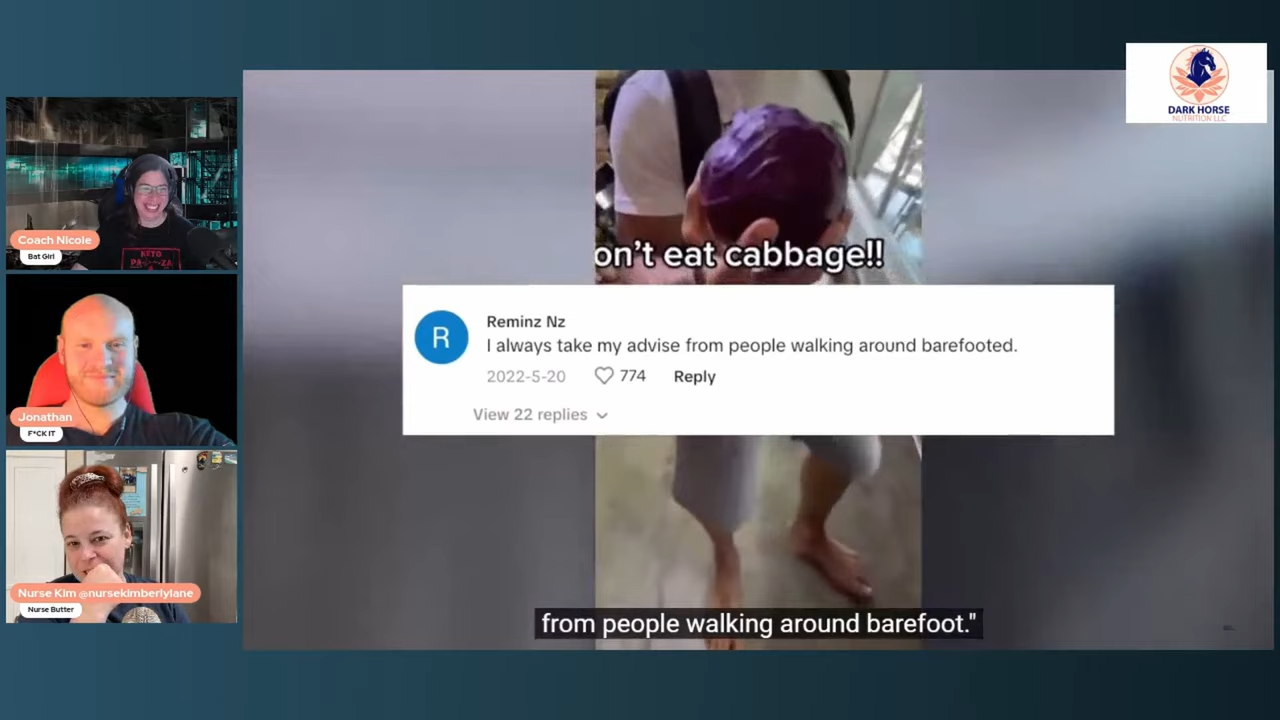 DARK HORSE
NUTRITION LLC
Coach Nicole
Bat Girl
KETO
Jonathan
F*CK IT
Nurse Kim @nursekimberlylane
Nurse Butter
on't eat cabbage!!
R
Reminz Nz
I always take my advise from people walking around barefooted.
2022-5-20
774
Reply
View 22 replies
from people walking around barefoot."